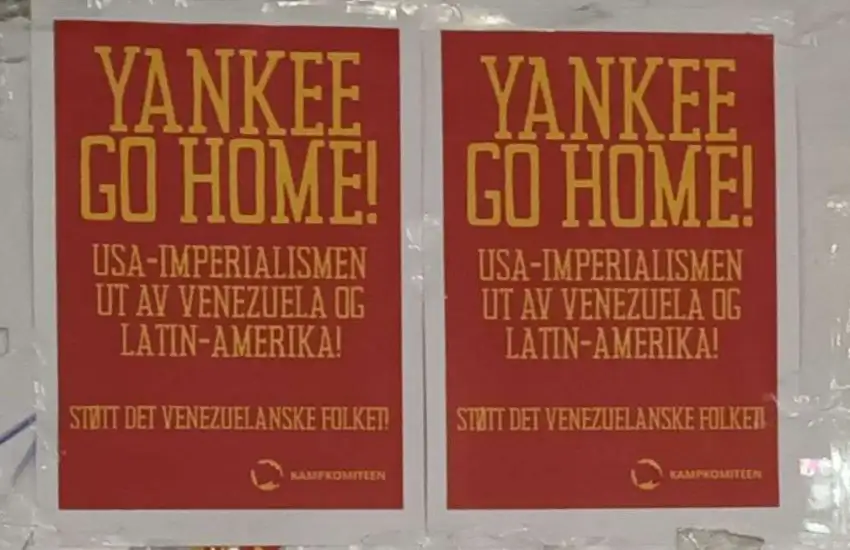 YANKEE
GO HOME!
USA-IMPERIALISMEN
UT AV VENEZUELA OG
LATIN-AMERIKA!
STØTT DET VENEZUELANSKE FOLKET!
KAMPKOMITEEN
YANKEE
GO HOME!
USA-IMPERIALISMEN
UT AV VENEZUELA OG
LATIN-AMERIKA!
STØTT DET VENEZUELANSKE FOLKET!
KAMPKOMITEEN